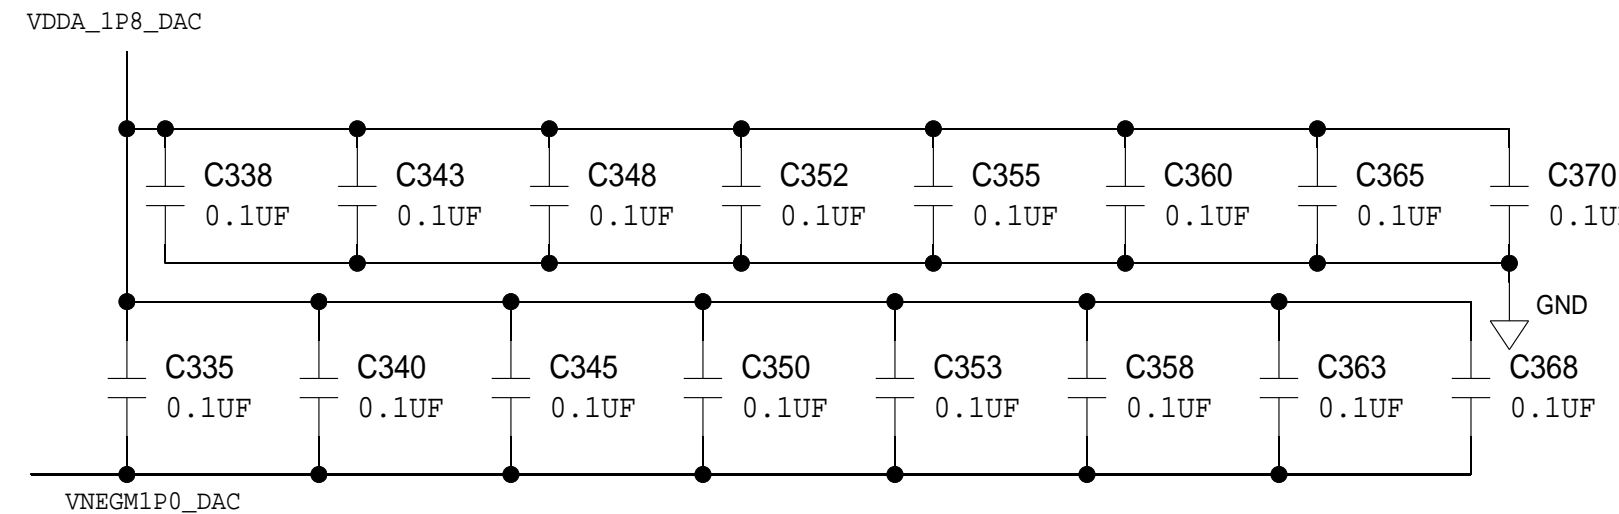 VDDA_1P8_DAC
C338 C343 C348 C352 C355 C360 C365 C370
0.1UF 0.1UF 0.1UF 0.1UF 0.1UF 0.1UF 0.1UF
GND
C335 C340 C345 C350 C353 C358 C363 C368
0.1UF 0.1UF 0.1UF 0.1UF 0.1UF 0.1UF 0.1UF 0.1UF
VNEGM1P0_DAC